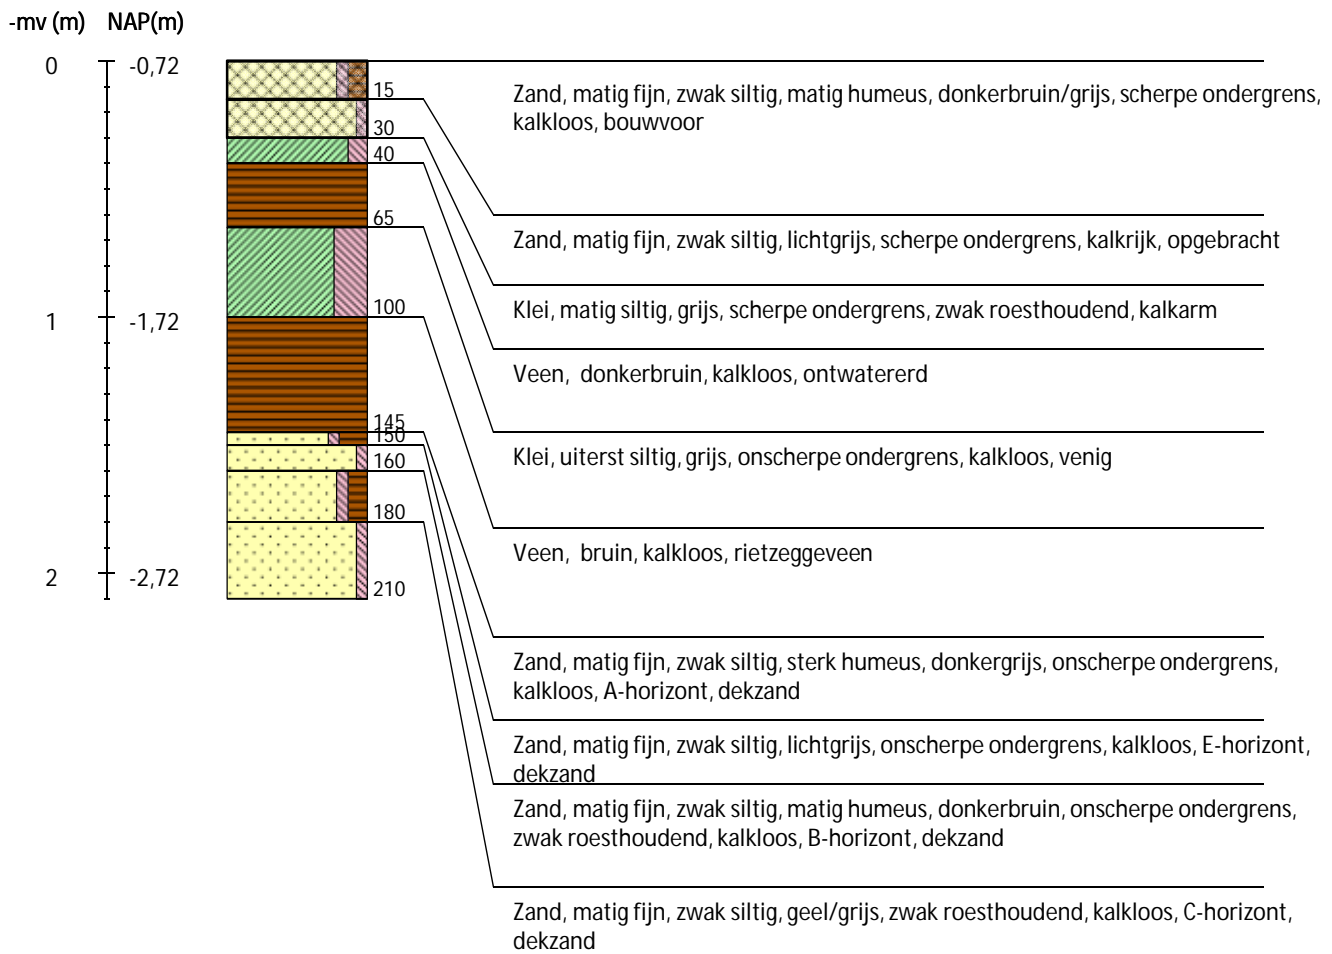 -mv (m) NAP(m)
0 -0,72
15
Zand, matig fijn, zwak siltig, matig humeus, donkerbruin/grijs, scherpe ondergrens,
kalkloos, bouwvoor
30
40
65
Zand, matig fijn, zwak siltig, lichtgrijs, scherpe ondergrens, kalkrijk, opgebracht
100
Klei, matig siltig, grijs, scherpe ondergrens, zwak roesthoudend, kalkarm
1 -1,72
Veen, donkerbruin, kalkloos, ontwatererd
145
150
160
Klei, uiterst siltig, grijs, onscherpe ondergrens, kalkloos, venig
180
Veen, bruin, kalkloos, rietzeggeveen
2 -2,72
210
Zand, matig fijn, zwak siltig, sterk humeus, donkergrijs, onscherpe ondergrens,
kalkloos, A-horizont, dekzand
Zand, matig fijn, zwak siltig, lichtgrijs, onscherpe ondergrens, kalkloos, E-horizont,
dekzand
Zand, matig fijn, zwak siltig, matig humeus, donkerbruin, onscherpe ondergrens,
zwak roesthoudend, kalkloos, B-horizont, dekzand
Zand, matig fijn, zwak siltig, geel/grijs, zwak roesthoudend, kalkloos, C-horizont,
dekzand